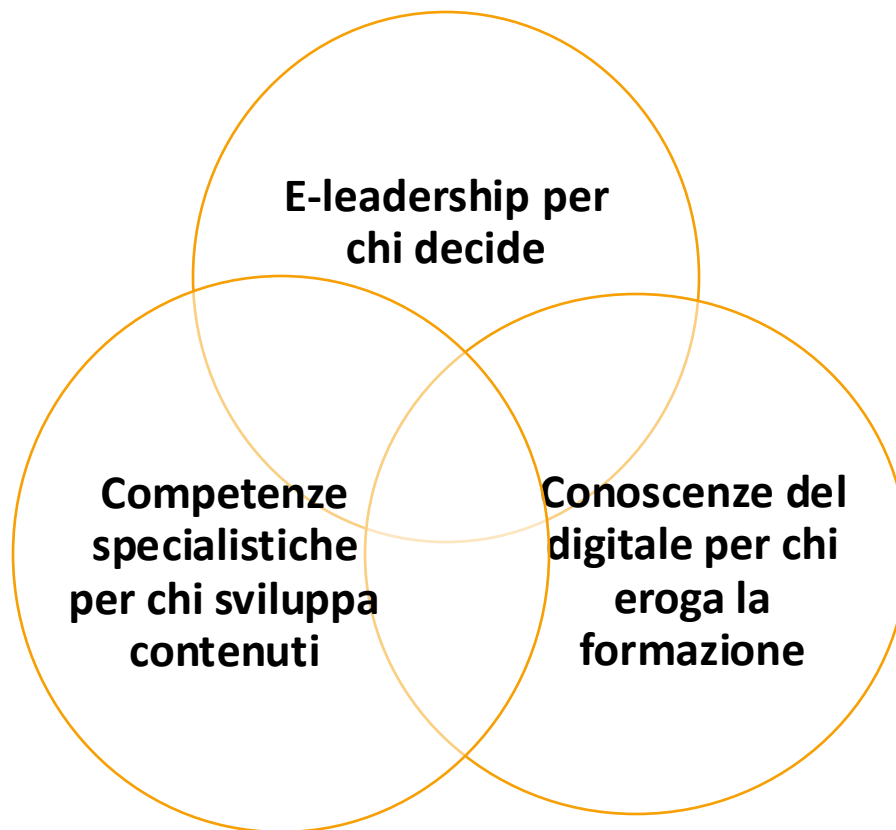 E-leadership per
chi decide
Competenze
specialistiche
per chi sviluppa
contenuti
Conoscenze del
digitale per chi
eroga la
formazione